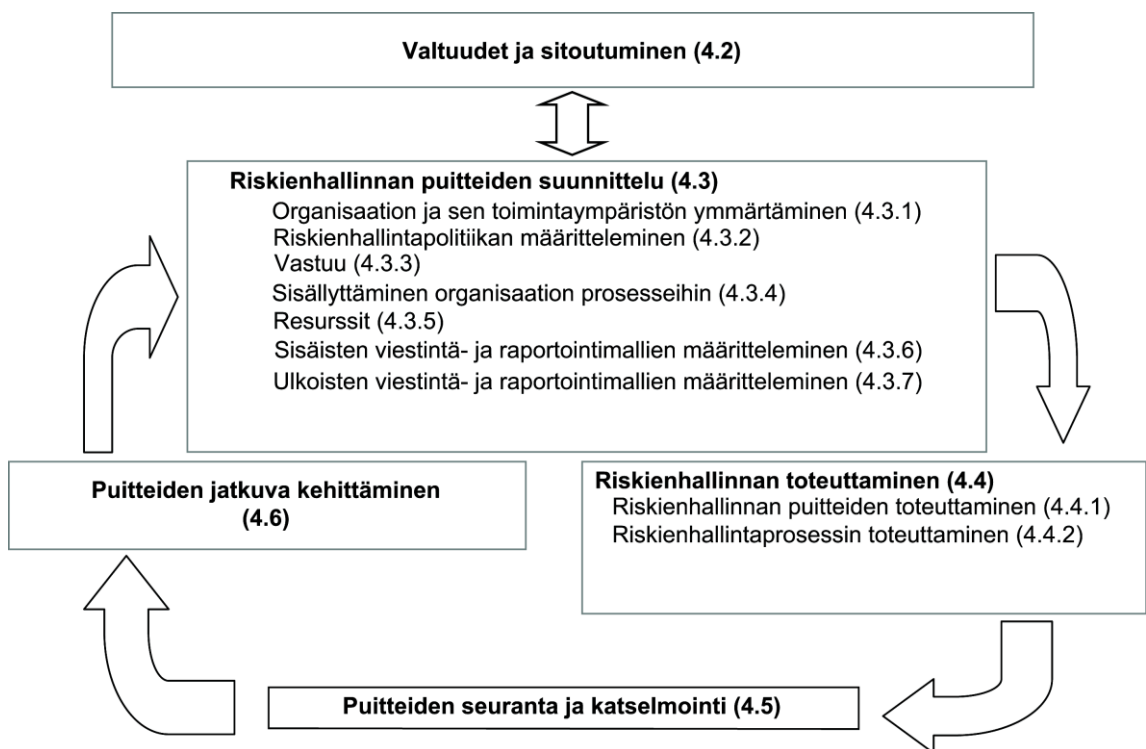 Valtuudet ja sitoutuminen (4.2)
Riskienhallinnan puitteiden suunnittelu (4.3)
Organisaation ja sen toimintaympäristön ymmärtäminen (4.3.1)
Riskienhallintapolitiikan määritteleminen (4.3.2)
Vastuu (4.3.3)
Sisällyttäminen organisaation prosesseihin (4.3.4)
Resurssit (4.3.5)
Sisäisten viestintä- ja raportointimallien määritteleminen (4.3.6)
Ulkoisten viestintä- ja raportointimallien määritteleminen (4.3.7)
Riskienhallinnan toteuttaminen (4.4)
Riskienhallinnan puitteiden toteuttaminen (4.4.1)
Riskienhallintaprosessin toteuttaminen (4.4.2)
Puitteiden seuranta ja katselmointi (4.5)
Puitteiden jatkuva kehittäminen
(4.6)